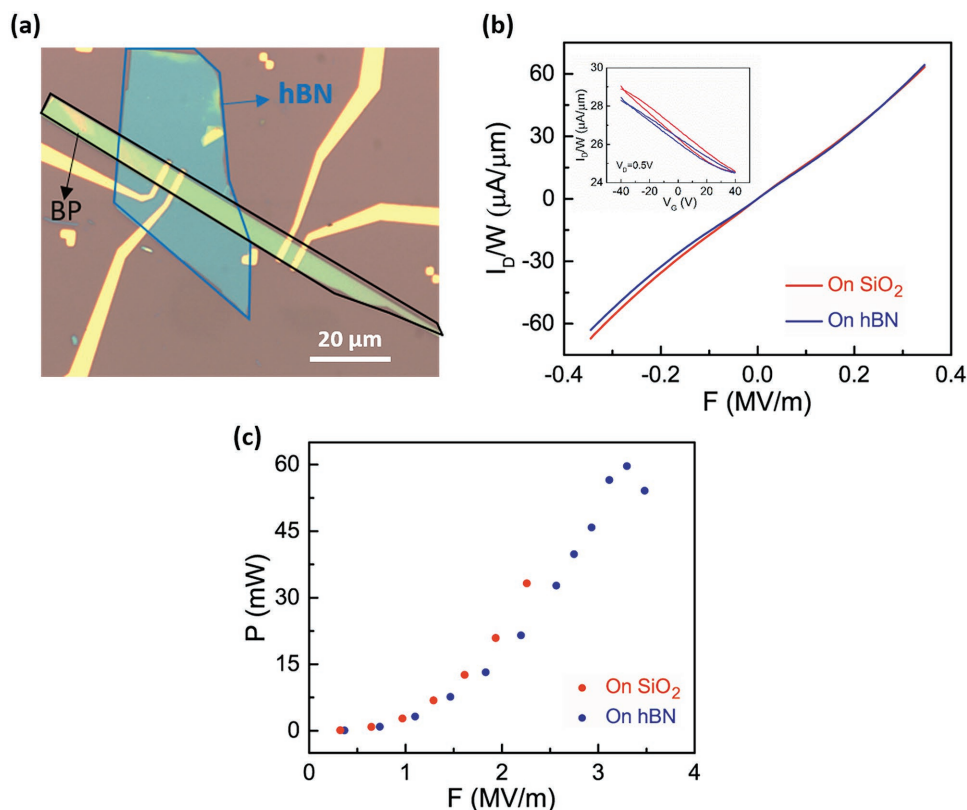 (a)
hBN
BP
20 μm
(b)
I_D/W (μA/μm)
60
30
0
-30
-60
-0.4
-0.2
0.0
0.2
0.4
F (MV/m)
On SiO₂
On hBN
I_D/W (μA/μm)
30
28
26
24
V_D=0.5V
-40
-20
0
20
40
V_G (V)
(c)
P (mW)
60
45
30
15
0
0
1
2
3
4
F (MV/m)
On SiO₂
On hBN